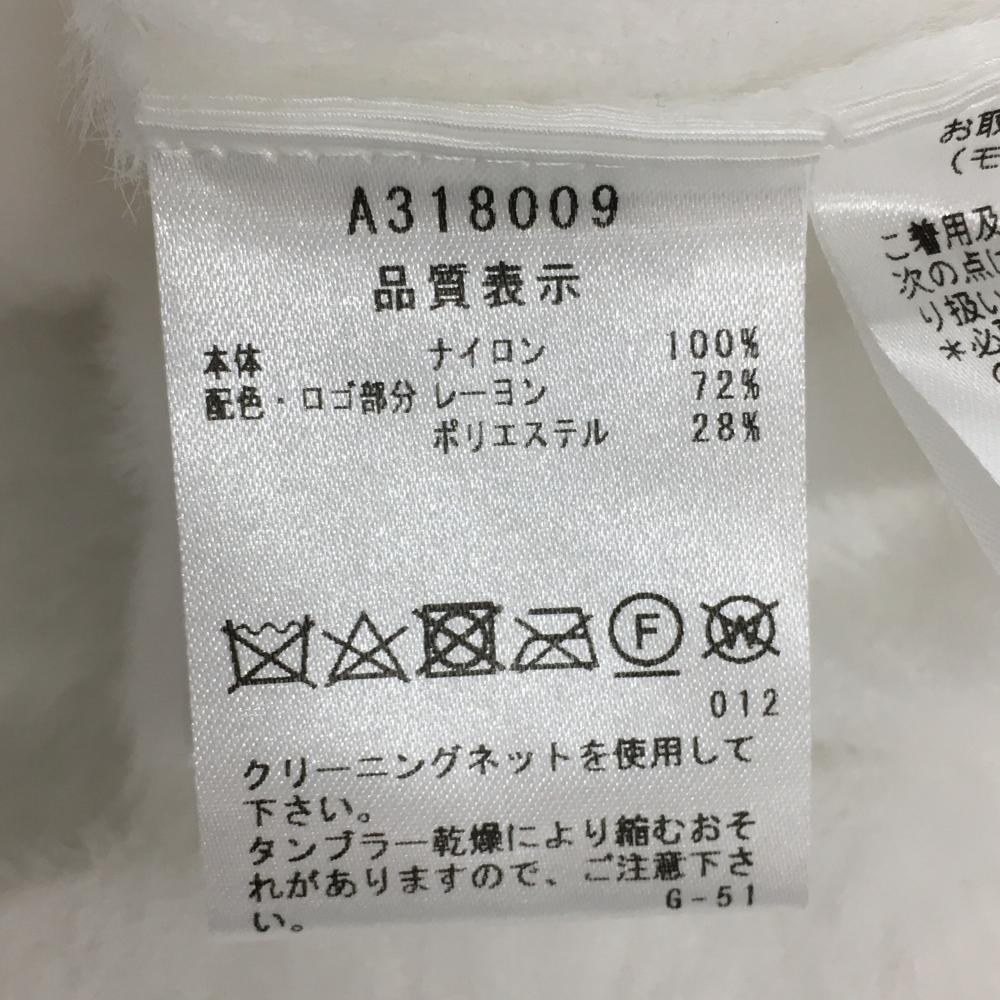 A318009
品質表示
本体 ナイロン 100%
配色・ロゴ部分 レーヨン 72%
ポリエステル 28%
F W
012
クリーニングネットを使用して
下さい。
タンブラー乾燥により縮むおそ
れがありますので、ご注意下さ
い。
G-51
お取
(モ
ご着用及
次の点に
り扱い
*必